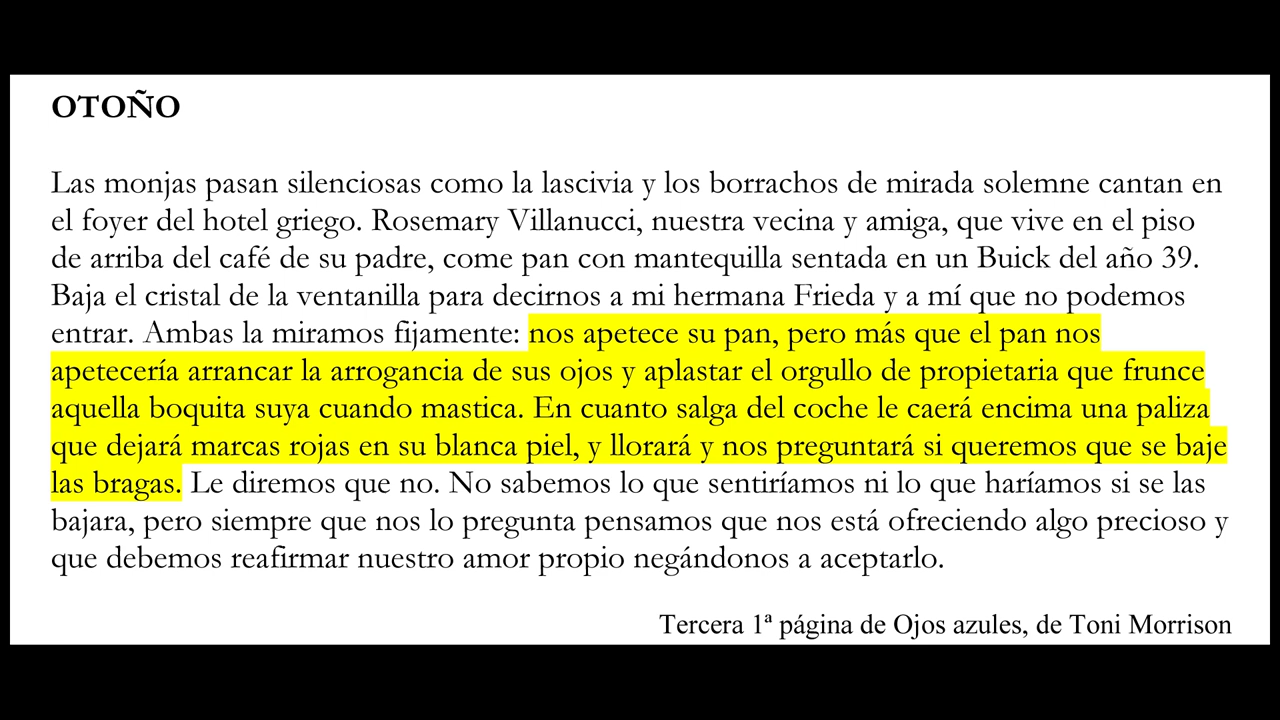 OTOÑO
Las monjas pasan silenciosas como la lascivia y los borrachos de mirada solemne cantan en
el foyer del hotel griego. Rosemary Villanucci, nuestra vecina y amiga, que vive en el piso
de arriba del café de su padre, come pan con mantequilla sentada en un Buick del año 39.
Baja el cristal de la ventanilla para decirnos a mi hermana Frieda y a mí que no podemos
entrar. Ambas la miramos fijamente: nos apetece su pan, pero más que el pan nos
apetecería arrancar la arrogancia de sus ojos y aplastar el orgullo de propietaria que frunce
aquella boquita suya cuando mastica. En cuanto salga del coche le caerá encima una paliza
que dejará marcas rojas en su blanca piel, y llorará y nos preguntará si queremos que se baje
las bragas. Le diremos que no. No sabemos lo que sentiríamos ni lo que haríamos si se las
bajara, pero siempre que nos lo pregunta pensamos que nos está ofreciendo algo precioso y
que debemos reafirmar nuestro amor propio negándonos a aceptarlo.
Tercera 1ª página de Ojos azules, de Toni Morrison